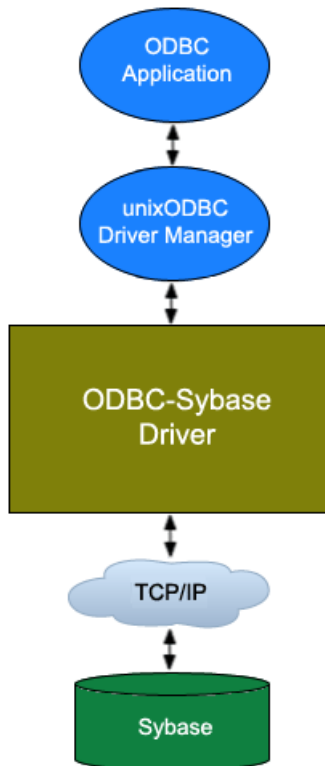 ODBC
Application
unixODBC
Driver Manager
ODBC-Sybase
Driver
TCP/IP
Sybase